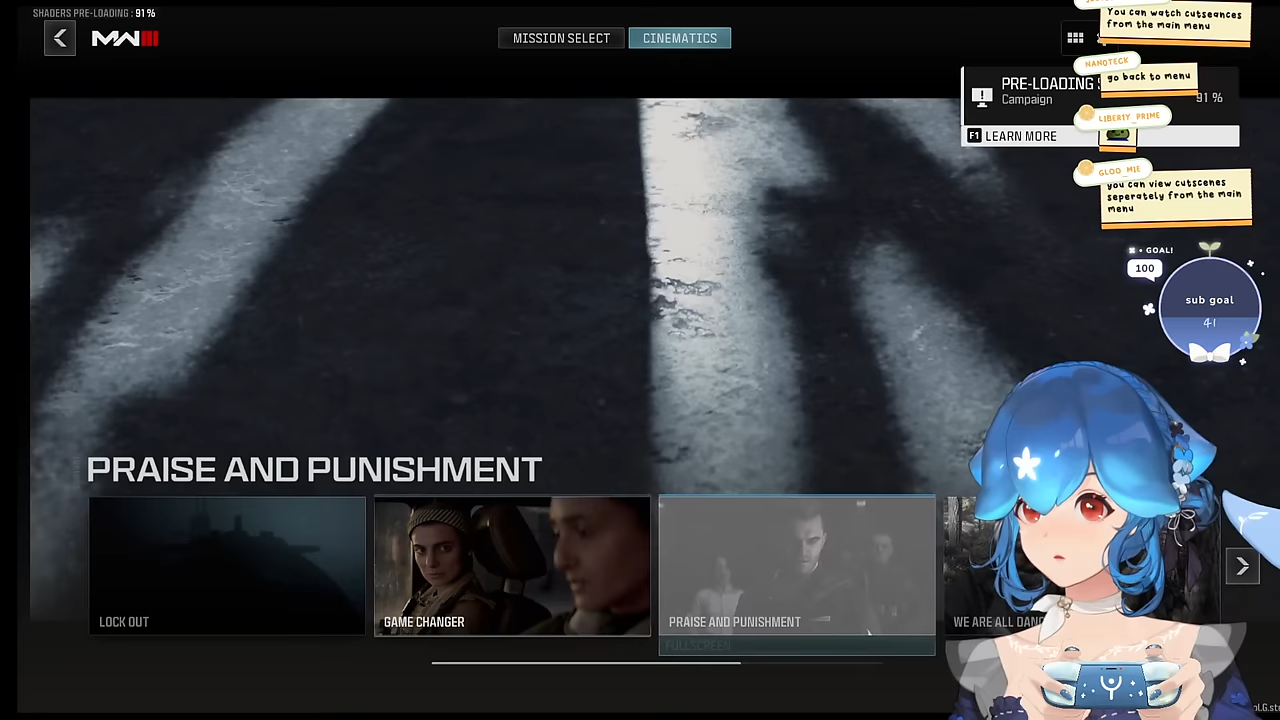 SHADERS PRE-LOADING : 91 %
MW III
MISSION SELECT
CINEMATICS
You can watch cutseances
from the main menu
NANOTECK
go back to menu
PRE-LOADING
Campaign
91 %
F1 LEARN MORE
LIBERTY_PRIME
GLOO_MIE
you can view cutscenes
seperately from the main
menu
• GOAL!
100
sub goal
41
PRAISE AND PUNISHMENT
LOCK OUT
GAME CHANGER
PRAISE AND PUNISHMENT
FULLSCREEN
WE ARE ALL